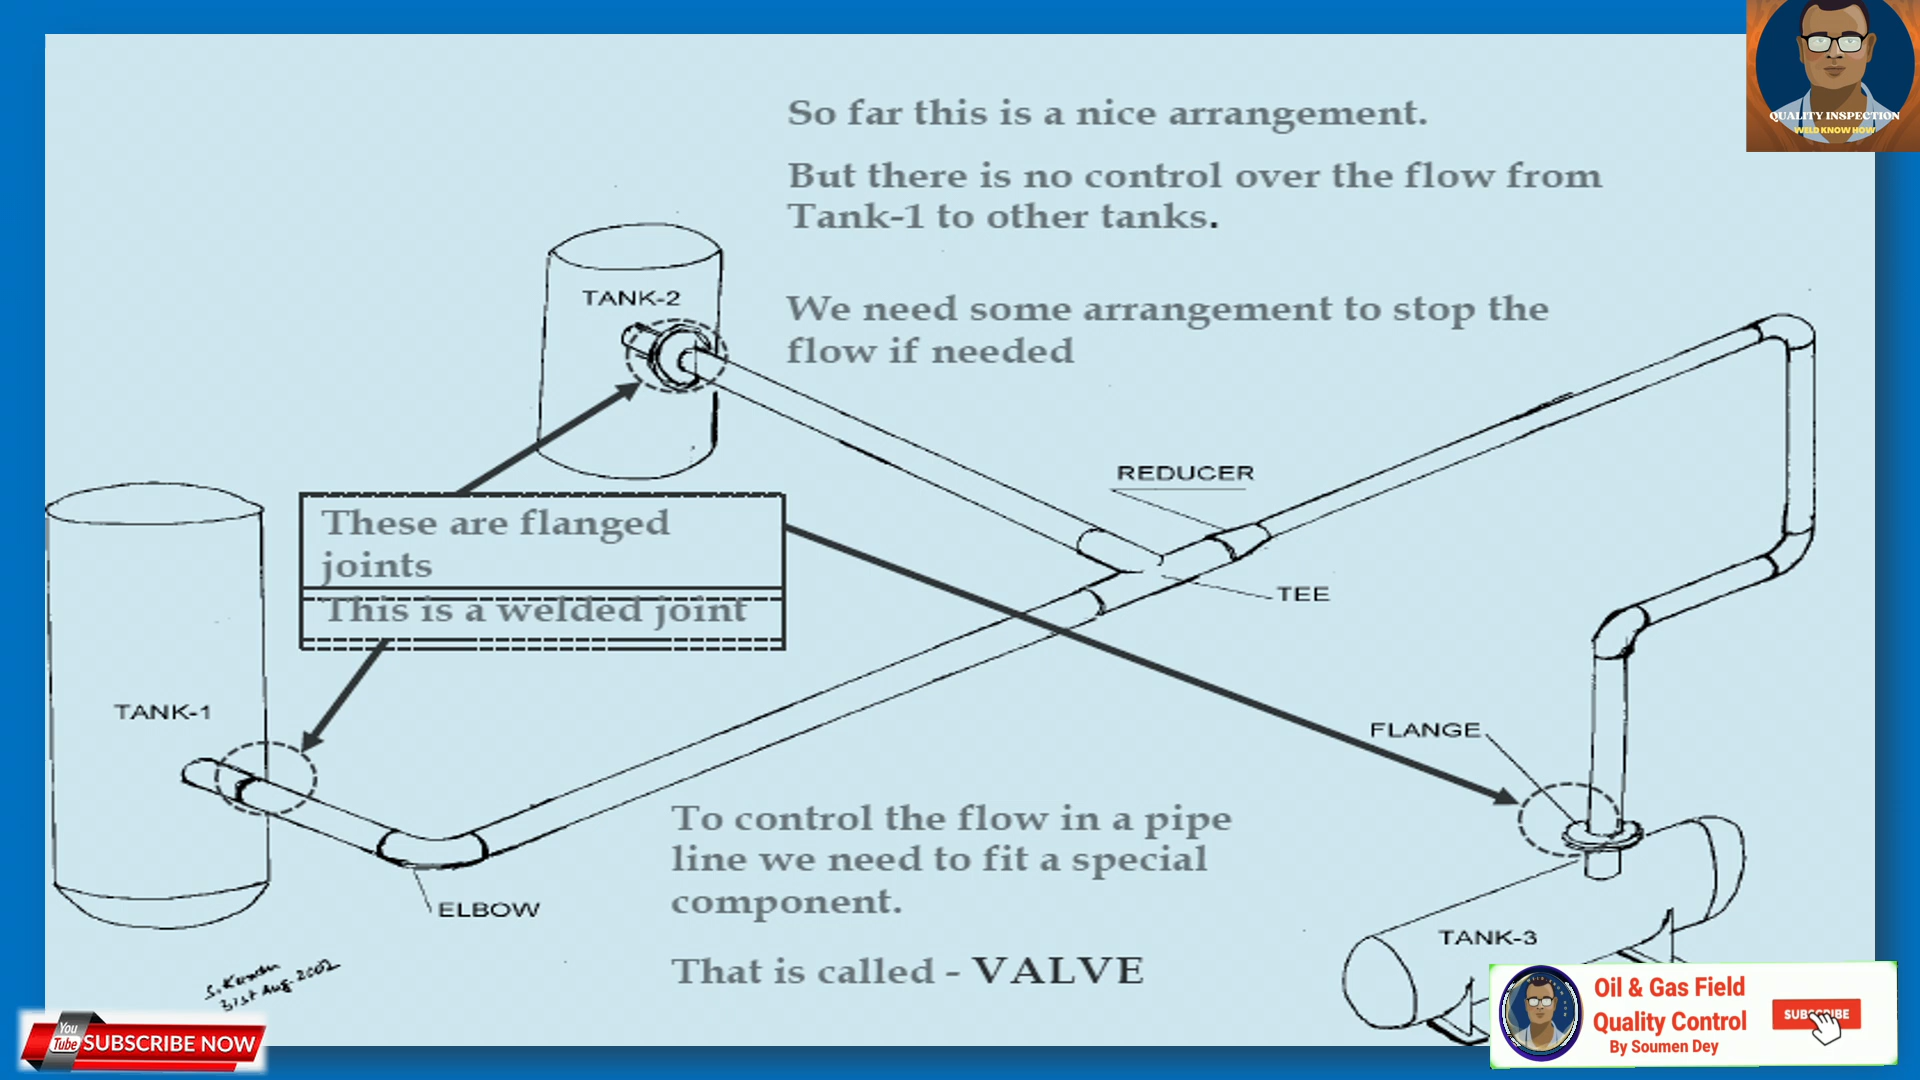 QUALITY INSPECTION
WELD KNOW HOW
So far this is a nice arrangement.
But there is no control over the flow from
Tank-1 to other tanks.
We need some arrangement to stop the
flow if needed
TANK-2
REDUCER
These are flanged
joints
This is a welded joint
TEE
TANK-1
FLANGE
To control the flow in a pipe
line we need to fit a special
component.
ELBOW
TANK-3
That is called - VALVE
31st Aug-2002
You
Tube
SUBSCRIBE NOW
Oil & Gas Field
Quality Control
By Soumen Dey
SUBSCRIBE